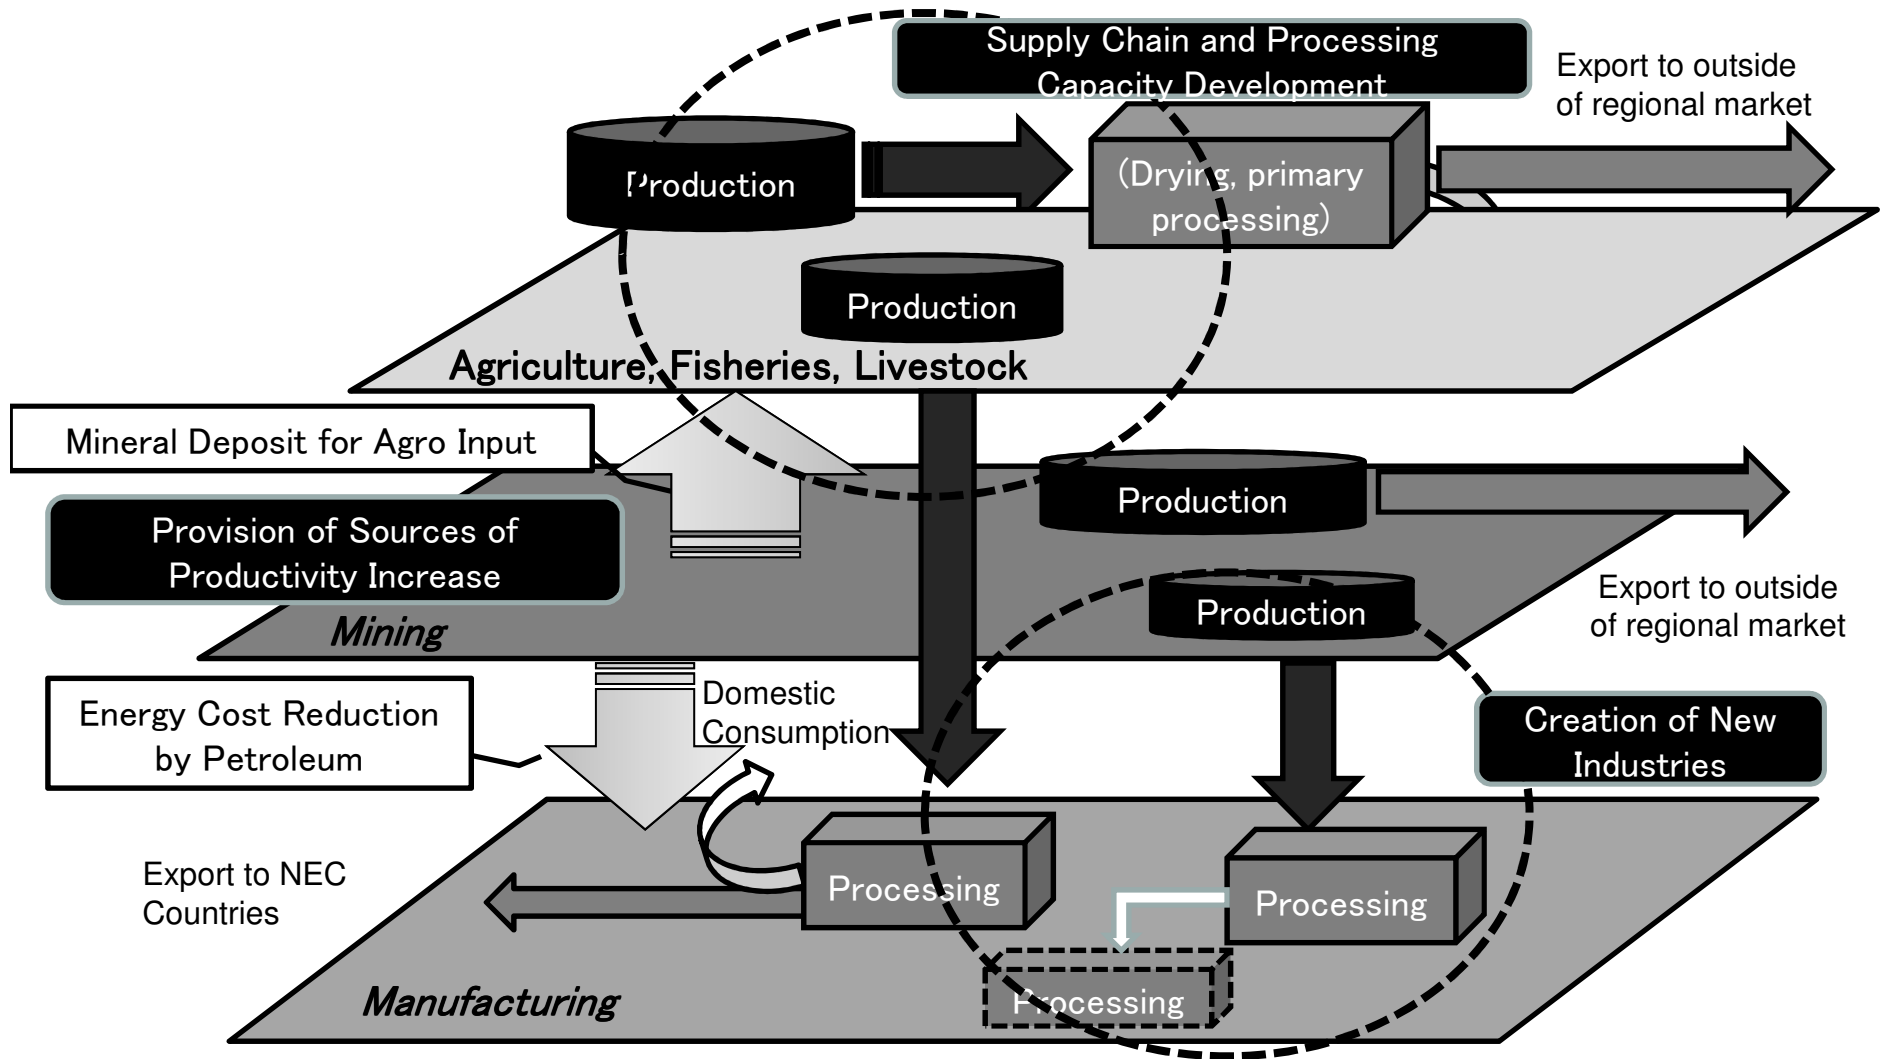 Supply Chain and Processing
Capacity Development
Export to outside
of regional market
Production
(Drying, primary
processing)
Production
Agriculture, Fisheries, Livestock
Mineral Deposit for Agro Input
Production
Provision of Sources of
Productivity Increase
Export to outside
of regional market
Production
Mining
Domestic
Consumption
Energy Cost Reduction
by Petroleum
Creation of New
Industries
Export to NEC
Countries
Processing
Processing
Processing
Manufacturing